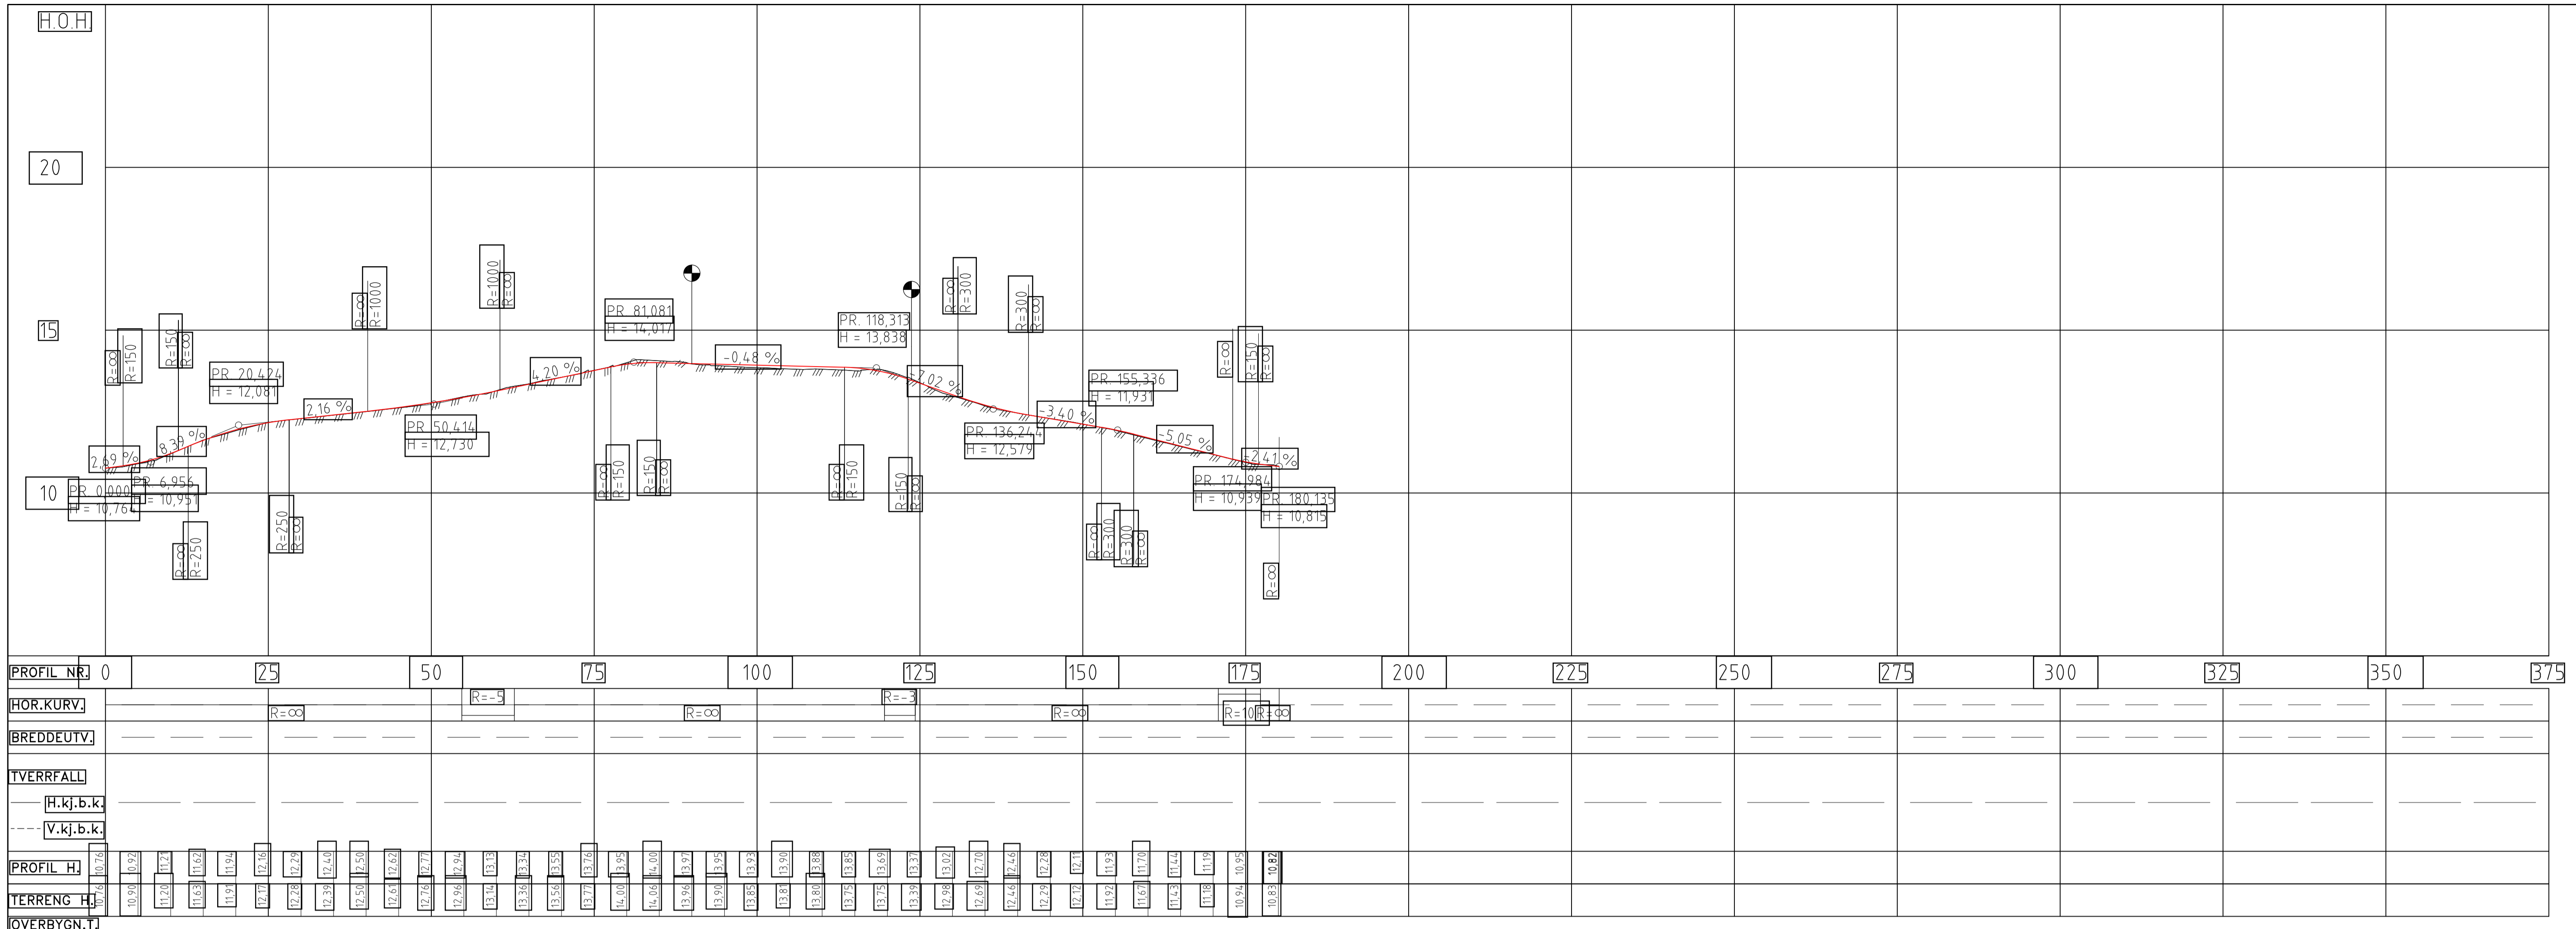 H.O.H.
20
15
10
R=∞
R=150
R=150
R=∞
R=∞
R=1000
R=1000
R=∞
R=∞
R=300
R=300
R=∞
R=∞
R=150
R=∞
PR. 20,424
H = 12,081
PR. 81,081
H = 14,017
PR. 118,313
H = 13,838
PR. 155,336
H = 11,931
2,69 %
8,39 %
2,16 %
4,20 %
-0,48 %
-7,02 %
-3,40 %
-5,05 %
-2,41 %
PR. 0,000
H = 10,764
PR. 6,956
H = 10,951
PR. 50,414
H = 12,730
PR. 136,244
H = 12,579
PR. 174,984
H = 10,939
PR. 180,135
H = 10,815
R=∞
R=250
R=250
R=∞
R=∞
R=150
R=150
R=∞
R=∞
R=150
R=150
R=∞
R=∞
R=300
R=300
R=∞
R=∞
PROFIL NR. 0 25 50 75 100 125 150 175 200 225 250 275 300 325 350 375
HOR.KURV. R=∞ R=-5 R=∞ R=-3 R=∞ R=10 R=∞
BREDDEUTV.
TVERRFALL
H.kj.b.k.
V.kj.b.k.
PROFIL H. 10,76 10,92 11,21 11,62 11,94 12,16 12,29 12,40 12,50 12,62 12,77 12,94 13,13 13,34 13,55 13,76 13,95 14,00 13,97 13,95 13,93 13,90 13,88 13,85 13,69 13,37 13,02 12,70 12,46 12,28 12,11 11,93 11,70 11,44 11,19 10,95 10,82
TERRENG H. 10,76 10,90 11,20 11,63 11,91 12,17 12,28 12,39 12,50 12,61 12,76 12,96 13,14 13,36 13,56 13,77 14,00 14,06 13,96 13,90 13,85 13,81 13,80 13,75 13,75 13,39 12,98 12,69 12,46 12,29 12,12 11,92 11,67 11,43 11,18 10,94 10,83
OVERBYGN.T.